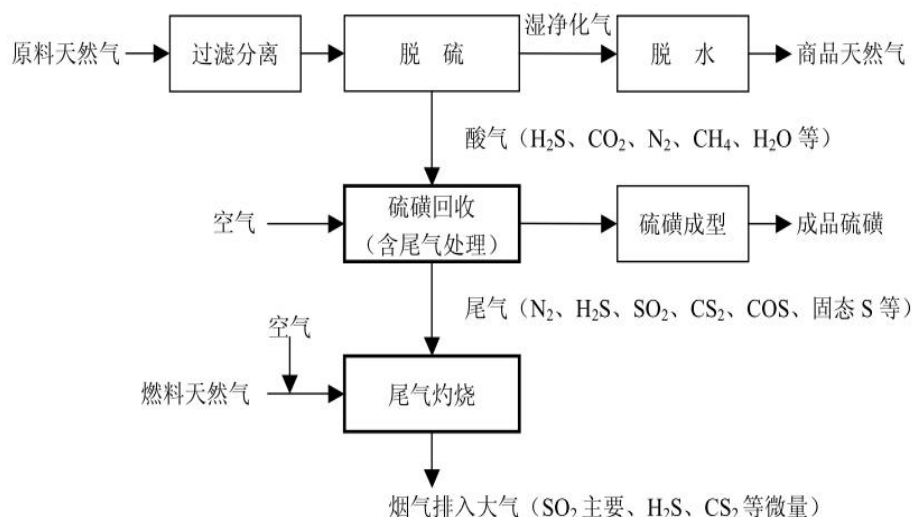 原料天然气
过滤分离
脱 硫
湿净化气
脱 水
商品天然气
酸气（H₂S、CO₂、N₂、CH₄、H₂O 等）
空气
硫磺回收
（含尾气处理）
硫磺成型
成品硫磺
尾气（N₂、H₂S、SO₂、CS₂、COS、固态 S 等）
空气
燃料天然气
尾气灼烧
烟气排入大气（SO₂ 主要、H₂S、CS₂ 等微量）